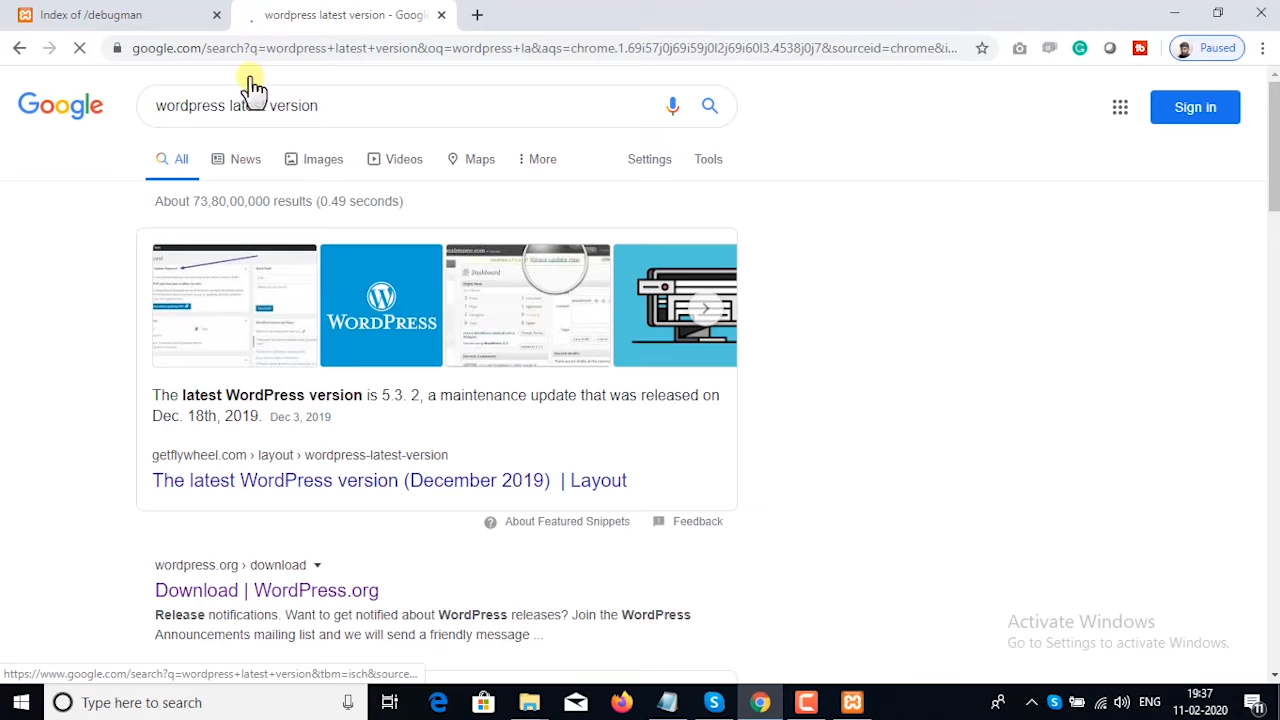 Index of /debugman
wordpress latest version - Goog
google.com/search?q=wordpress+latest+version&oq=wordpress+la&aqs=chrome.1.69i57j0j69i59j0l2j69i60l3.4538j0j7&sourceid=chrome&i...
Paused
Google
wordpress latest version
Sign in
All
News
Images
Videos
Maps
More
Settings
Tools
About 73,80,00,000 results (0.49 seconds)
Please update now.
Dashboard
WORDPRESS
The latest WordPress version is 5.3. 2, a maintenance update that was released on
Dec. 18th, 2019. Dec 3, 2019
getflywheel.com › layout › wordpress-latest-version
The latest WordPress version (December 2019) | Layout
About Featured Snippets
Feedback
wordpress.org › download
Download | WordPress.org
Release notifications. Want to get notified about WordPress releases? Join the WordPress
Announcements mailing list and we will send a friendly message ...
Activate Windows
Go to Settings to activate Windows.
https://www.google.com/search?q=wordpress+latest+version&tbm=isch&source...
Type here to search
ENG
19:37
11-02-2020